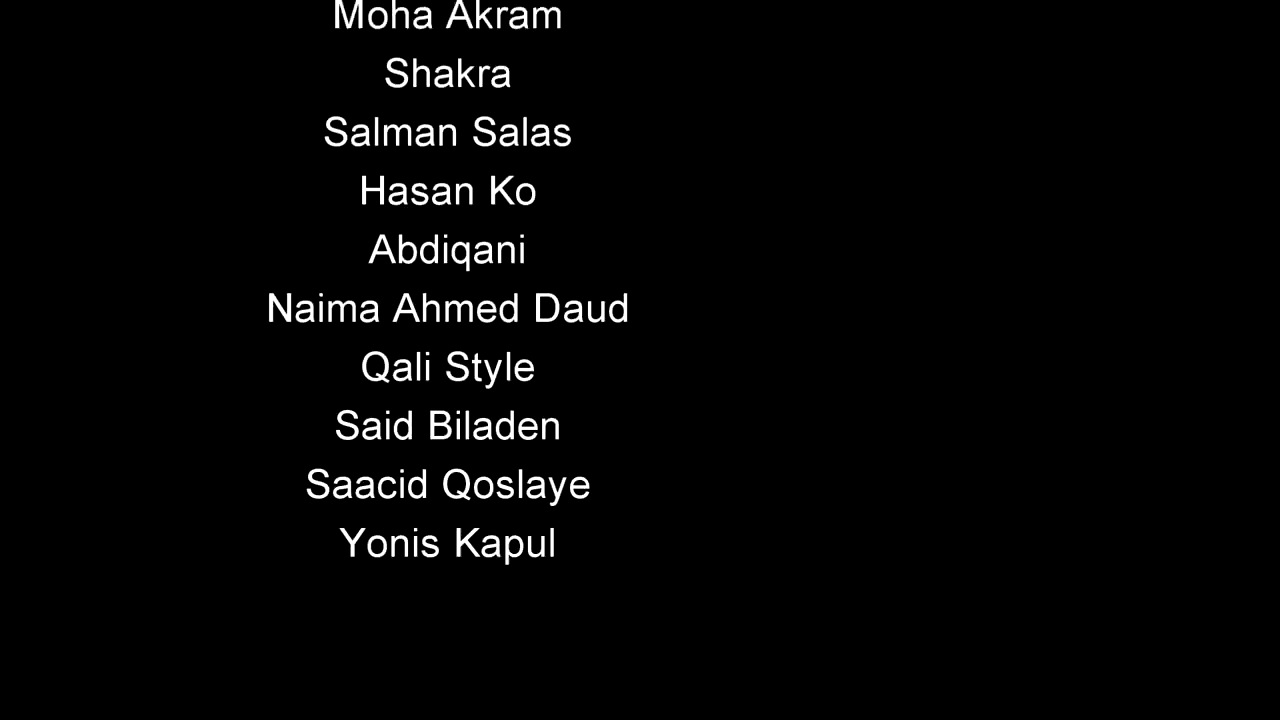 Moha Akram
Shakra
Salman Salas
Hasan Ko
Abdiqani
Naima Ahmed Daud
Qali Style
Said Biladen
Saacid Qoslaye
Yonis Kapul